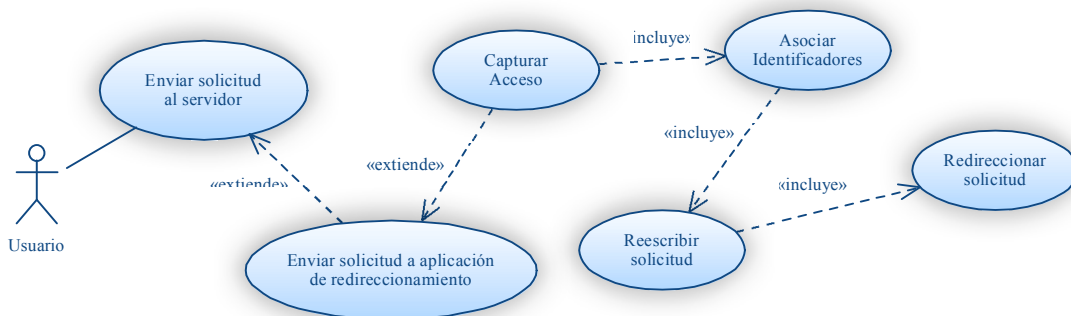 Enviar solicitud
al servidor
Capturar
Acceso
incluye»
Asociar
Identificadores
«extiende»
«extiende»
«incluye»
«incluye»
Redireccionar
solicitud
Usuario
Enviar solicitud a aplicación
de redireccionamiento
Reescribir
solicitud